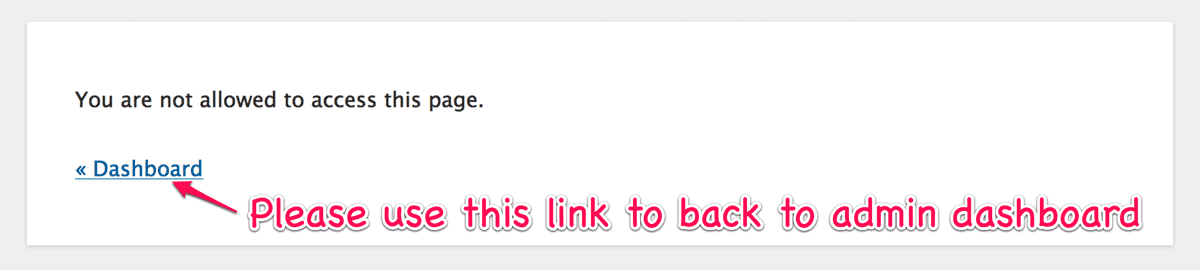 You are not allowed to access this page.
« Dashboard
Please use this link to back to admin dashboard